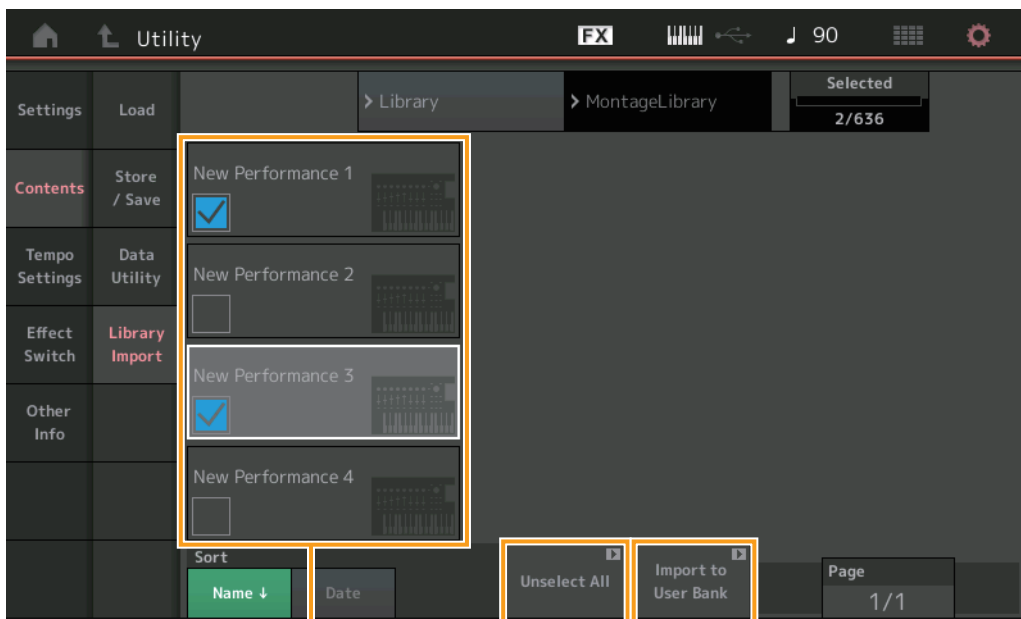 Utility
FX
♩ 90
Settings
Load
> Library
> MontageLibrary
Selected
2/636
Contents
Store
/ Save
New Performance 1
Tempo
Settings
Data
Utility
New Performance 2
Effect
Switch
Library
Import
New Performance 3
Other
Info
New Performance 4
Sort
Name ↓
Date
Unselect All
Import to
User Bank
Page
1/1